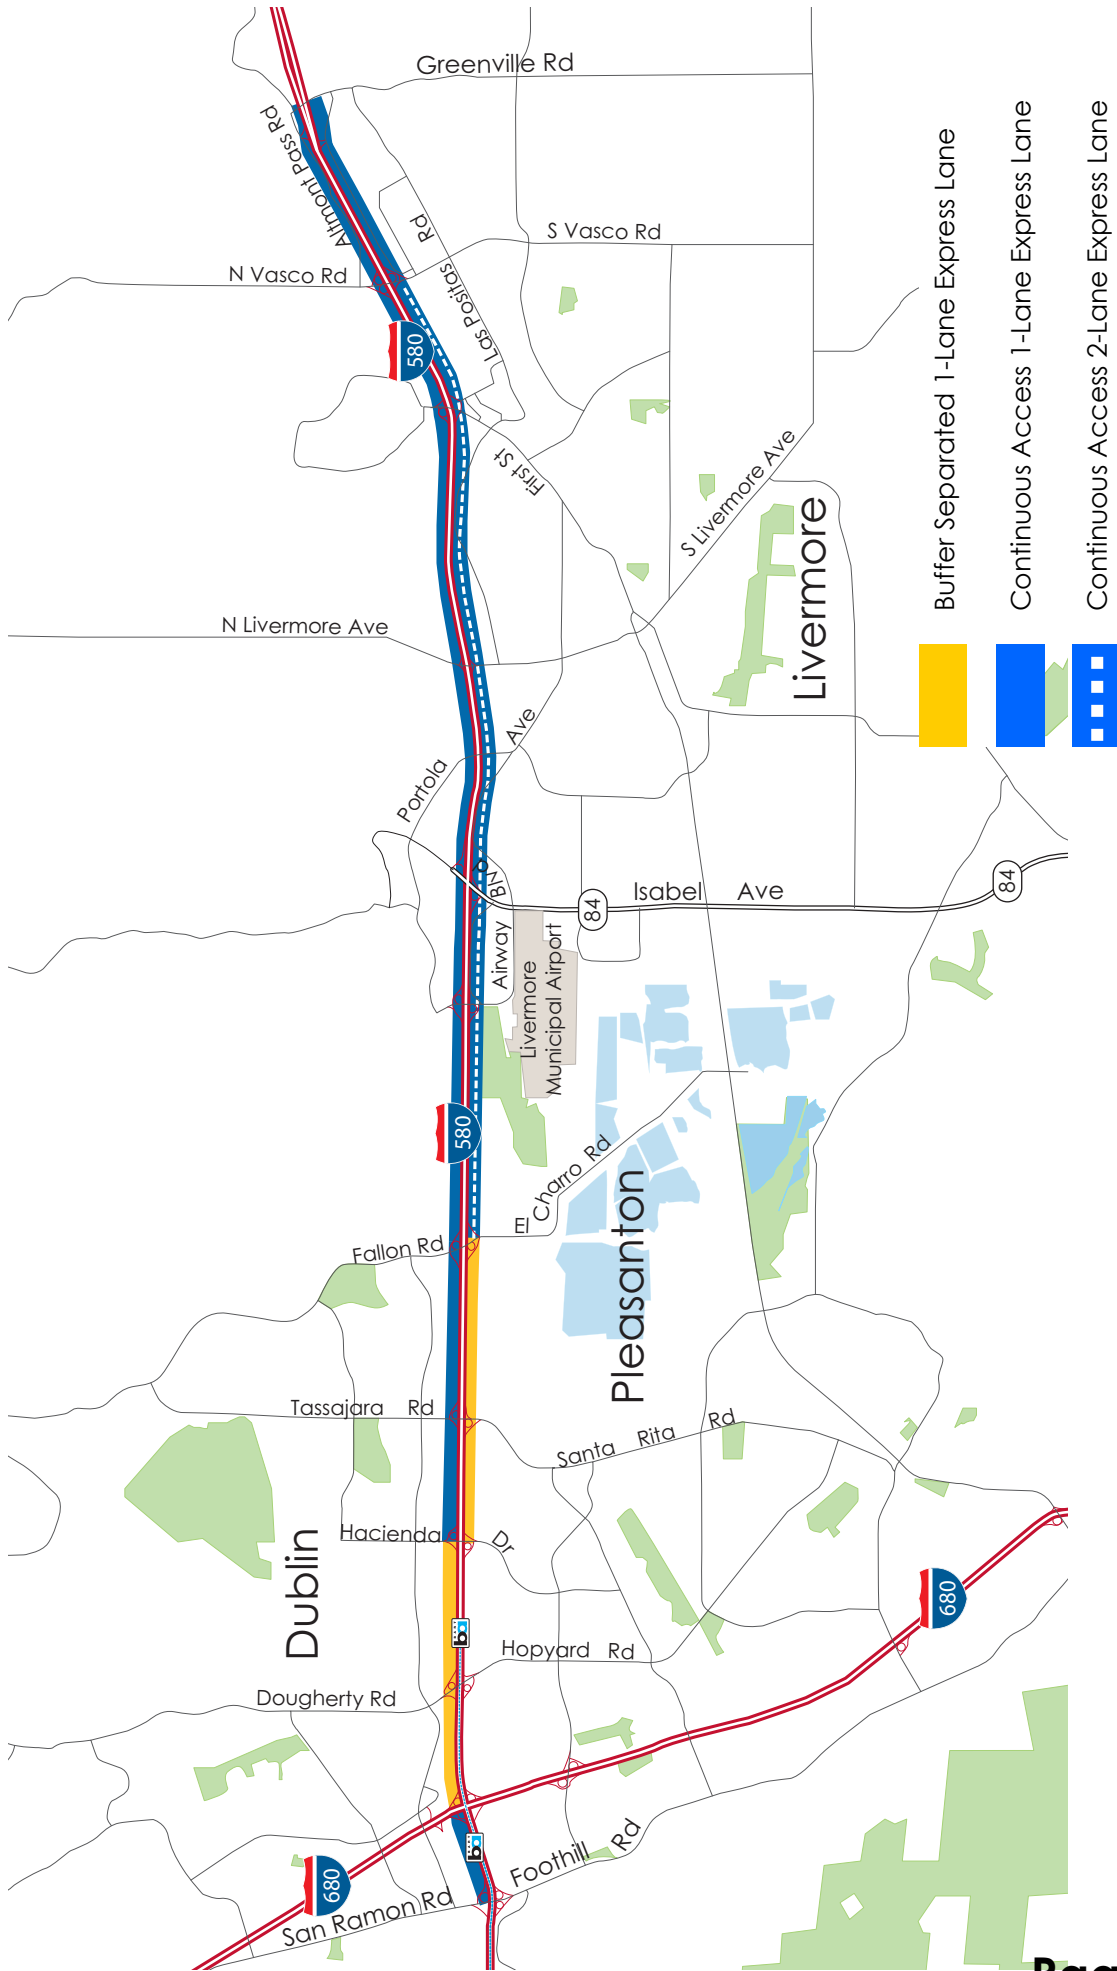 Greenville Rd
Altmont Pass Rd
S Vasco Rd
N Vasco Rd
Las Positas Rd
580
First St
S Livermore Ave
N Livermore Ave
Livermore
Portola Ave
Isabel Ave
84
84
Airway Blvd
Livermore
Municipal Airport
580
El Charro Rd
Fallon Rd
Pleasanton
Tassajara Rd
Santa Rita Rd
Hacienda Dr
Dublin
Hopyard Rd
Dougherty Rd
680
680
Foothill Rd
San Ramon Rd
ba
ba
Buffer Separated 1-Lane Express Lane
Continuous Access 1-Lane Express Lane
Continuous Access 2-Lane Express Lane